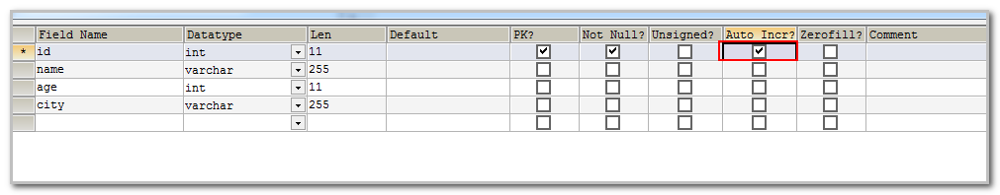 Field Name Datatype Len Default PK? Not Null? Unsigned? Auto Incr? Zerofill? Comment
* id int 11
name varchar 255
age int 11
city varchar 255